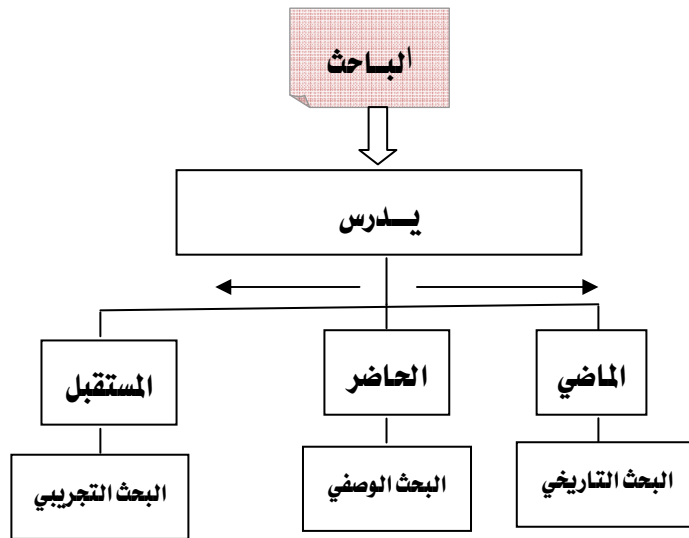 الباحث
يدرس
الماضي
الحاضر
المستقبل
البحث التاريخي
البحث الوصفي
البحث التجريبي